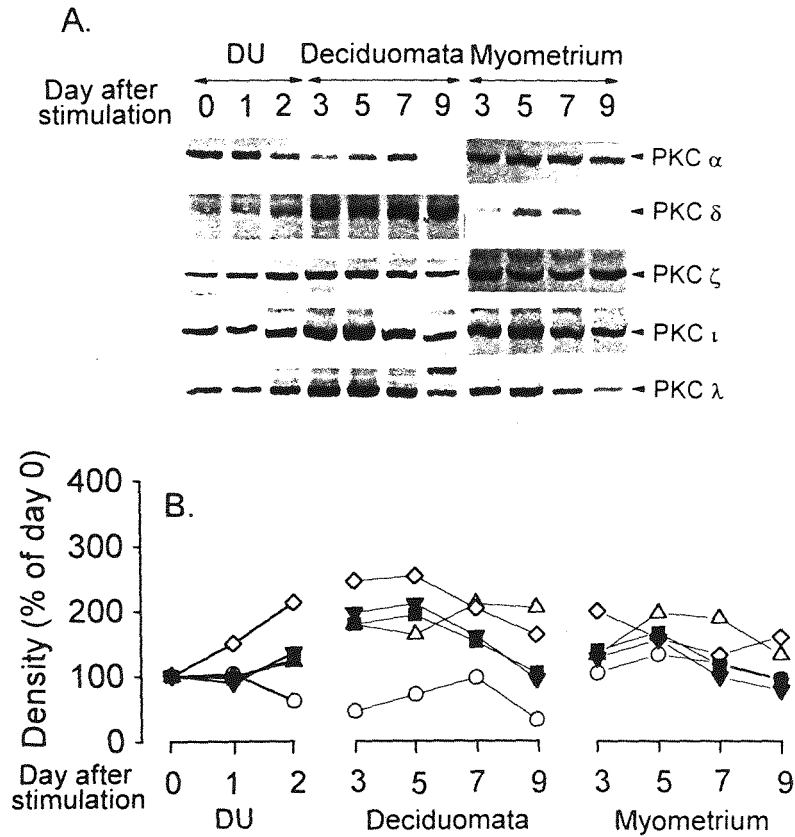 A.
DU Deciduomata Myometrium
Day after stimulation 0 1 2 3 5 7 9 3 5 7 9
PKC α
PKC δ
PKC ζ
PKC ι
PKC λ
B.
Density (% of day 0)
400
300
200
100
0
Day after stimulation 0 1 2 3 5 7 9 3 5 7 9
DU Deciduomata Myometrium